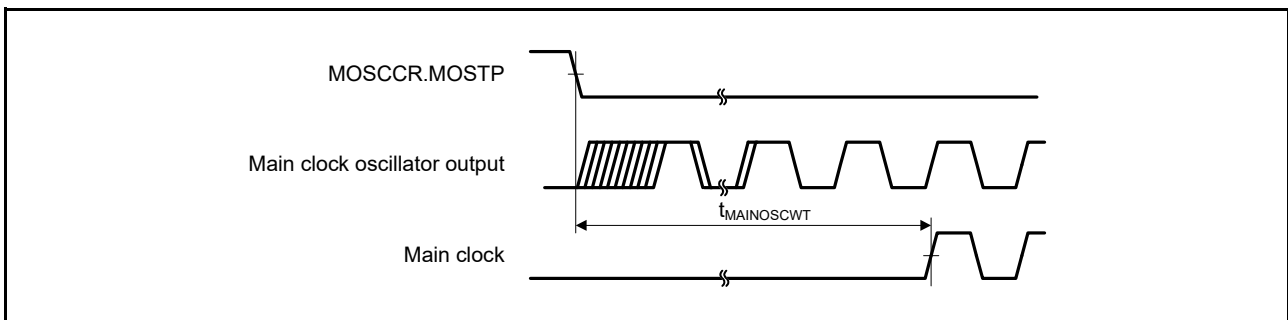 MOSCCR.MOSTP
Main clock oscillator output
tMAINOSCWT
Main clock